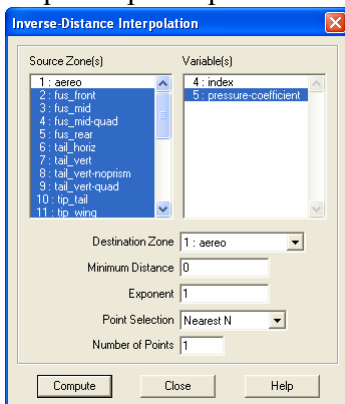 Inverse-Distance Interpolation
Source Zone(s)
Variable(s)
1 : aereo
2 : fus_front
3 : fus_mid
4 : fus_mid-quad
5 : fus_rear
6 : tail_horiz
7 : tail_vert
8 : tail_vert-noprism
9 : tail_vert-quad
10 : tip_tail
11 : tip_wing
4 : index
5 : pressure-coefficient
Destination Zone 1 : aereo
Minimum Distance 0
Exponent 1
Point Selection Nearest N
Number of Points 1
Compute Close Help